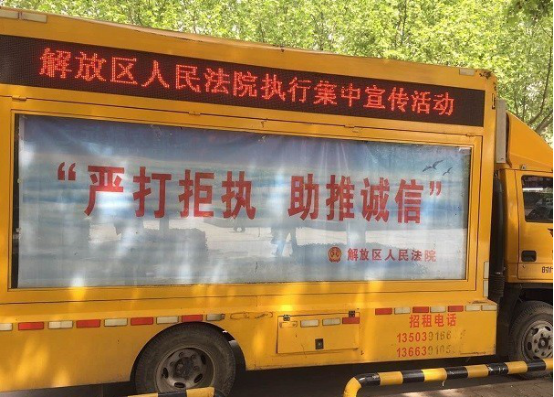 解放区人民法院执行集中宣传活动
“严打拒执 助推诚信”
解放区人民法院
招租电话